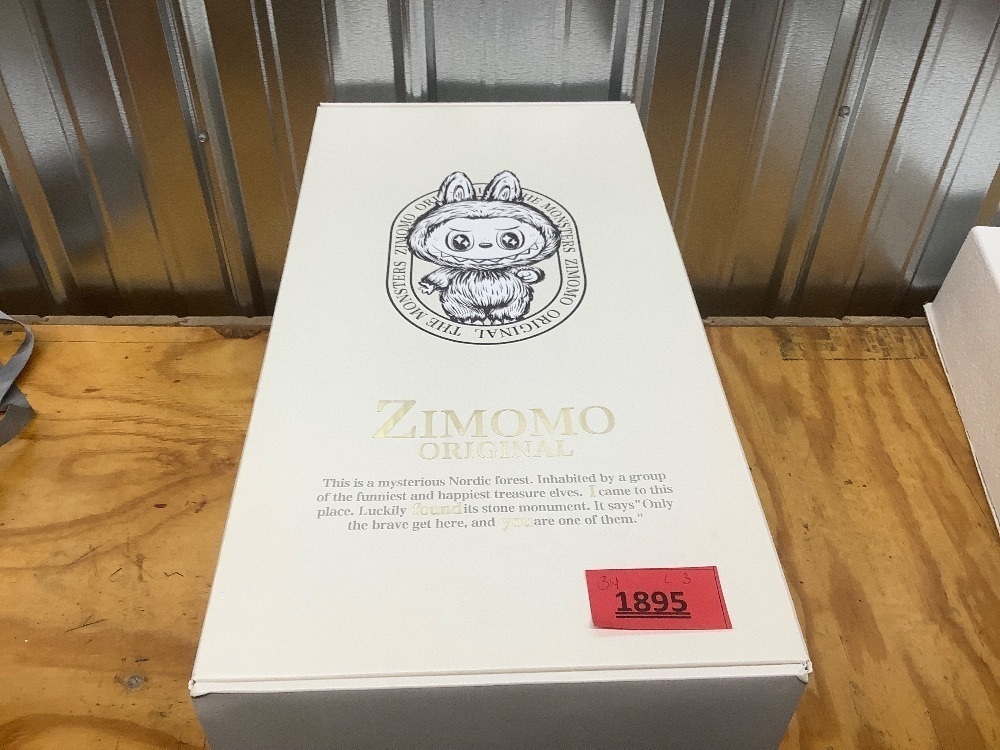 ZIMOMO ORIGINAL THE MONSTERS ZIMOMO OR THE MONSTERS
ZIMOMO
ORIGINAL
This is a mysterious Nordic forest. Inhabited by a group
of the funniest and happiest treasure elves. I came to this
place. Luckily found its stone monument. It says"Only
the brave get here, and you are one of them."
1895